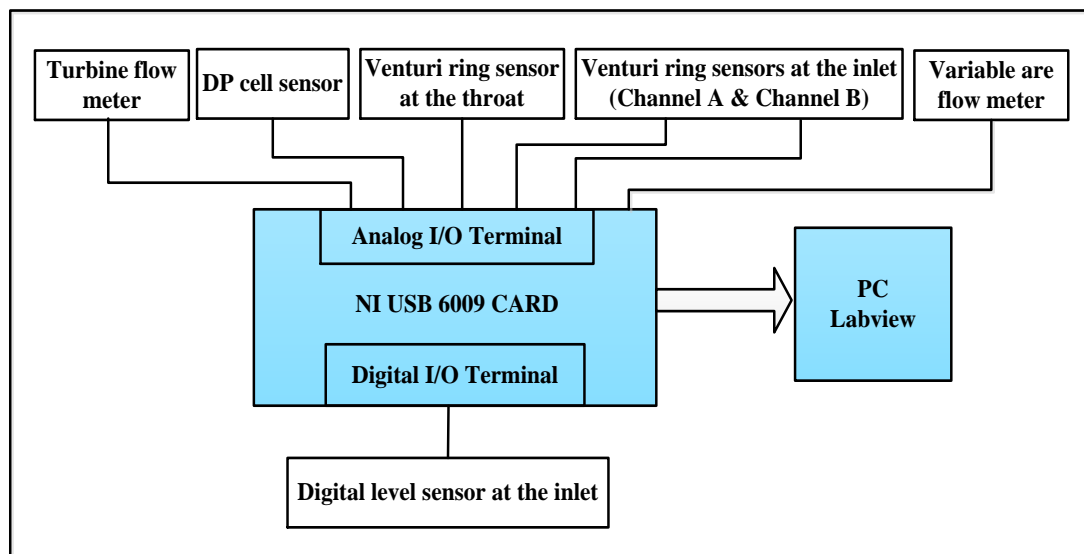 Turbine flow
meter
DP cell sensor
Venturi ring sensor
at the throat
Venturi ring sensors at the inlet
(Channel A & Channel B)
Variable are
flow meter
Analog I/O Terminal
NI USB 6009 CARD
Digital I/O Terminal
PC
Labview
Digital level sensor at the inlet